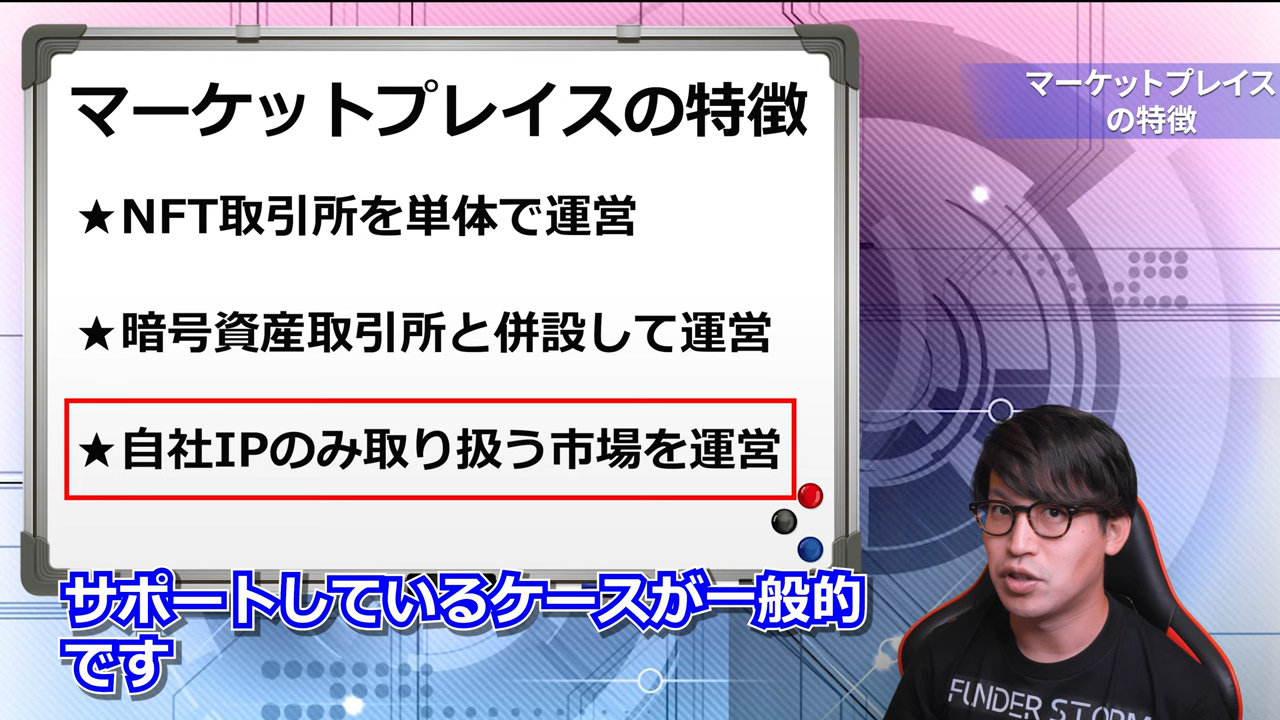 マーケットプレイスの特徴
マーケットプレイス
の特徴
★NFT取引所を単体で運営
★暗号資産取引所と併設して運営
★自社IPのみ取り扱う市場を運営
サポートしているケースが一般的
です
FUNDER STORM